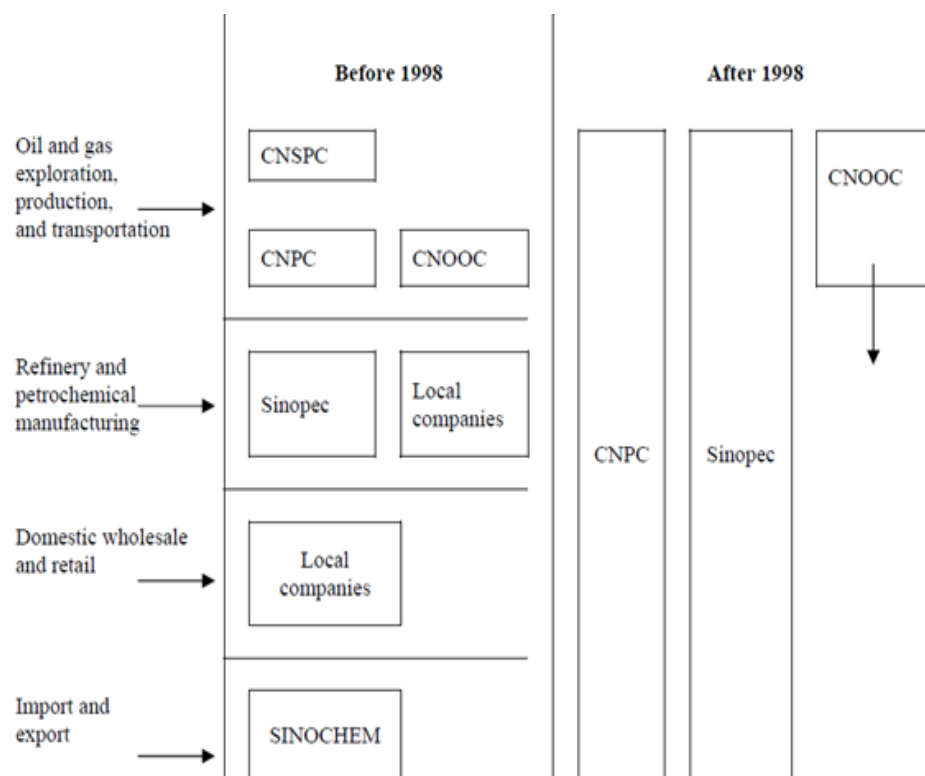 Before 1998
After 1998
Oil and gas
exploration,
production,
and transportation
CNSPC
CNPC
CNOOC
CNOOC
Refinery and
petrochemical
manufacturing
Sinopec
Local
companies
CNPC
Sinopec
Domestic wholesale
and retail
Local
companies
Import and
export
SINOCHEM